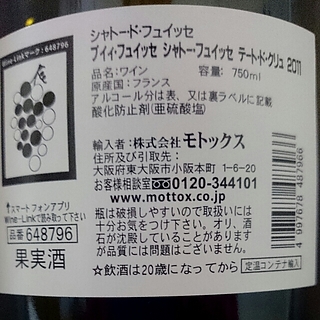 シャトー・ド・フュイッセ
プイィ・フュイッセ シャトー・フュイッセ テート・ド・クリュ 2011
Wine-Linkマーク:648796
品名:ワイン 容量: 750ml
原産国:フランス
アルコール分は表、又は裏ラベルに記載
酸化防止剤(亜硫酸塩)
輸入者:株式会社 モトックス
住所及び引取先:
大阪府東大阪市小阪本町 1-6-20
お客様相談室 0120-344101
www.mottox.co.jp
瓶は破損しやすいので取扱いには
十分お気をつけ下さい。オリ、酒
石が沈殿していることがありますが
品質には問題はございません。
スマートフォンアプリ
Wine-Linkで読み取って下さい
品番 648796
果実酒
☆飲酒は20歳になってから
定温コンテナ輸入
4 997678 487966